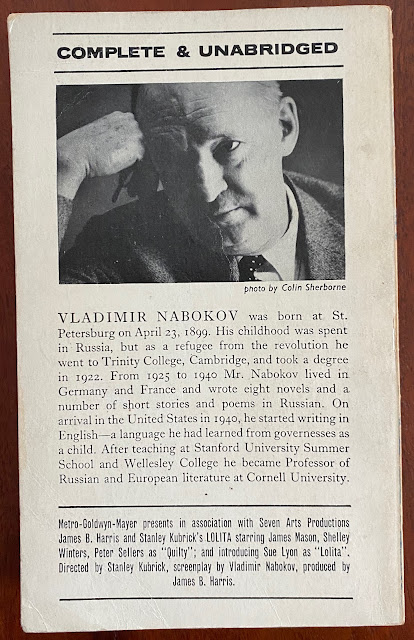 COMPLETE & UNABRIDGED
photo by Colin Sherborne
VLADIMIR NABOKOV was born at St.
Petersburg on April 23, 1899. His childhood was spent
in Russia, but as a refugee from the revolution he
went to Trinity College, Cambridge, and took a degree
in 1922. From 1925 to 1940 Mr. Nabokov lived in
Germany and France and wrote eight novels and a
number of short stories and poems in Russian. On
arrival in the United States in 1940, he started writing in
English—a language he had learned from governesses as
a child. After teaching at Stanford University Summer
School and Wellesley College he became Professor of
Russian and European literature at Cornell University.
Metro-Goldwyn-Mayer presents in association with Seven Arts Productions
James B. Harris and Stanley Kubrick's LOLITA starring James Mason, Shelley
Winters, Peter Sellers as "Quilty"; and introducing Sue Lyon as "Lolita".
Directed by Stanley Kubrick, screenplay by Vladimir Nabokov, produced by
James B. Harris.